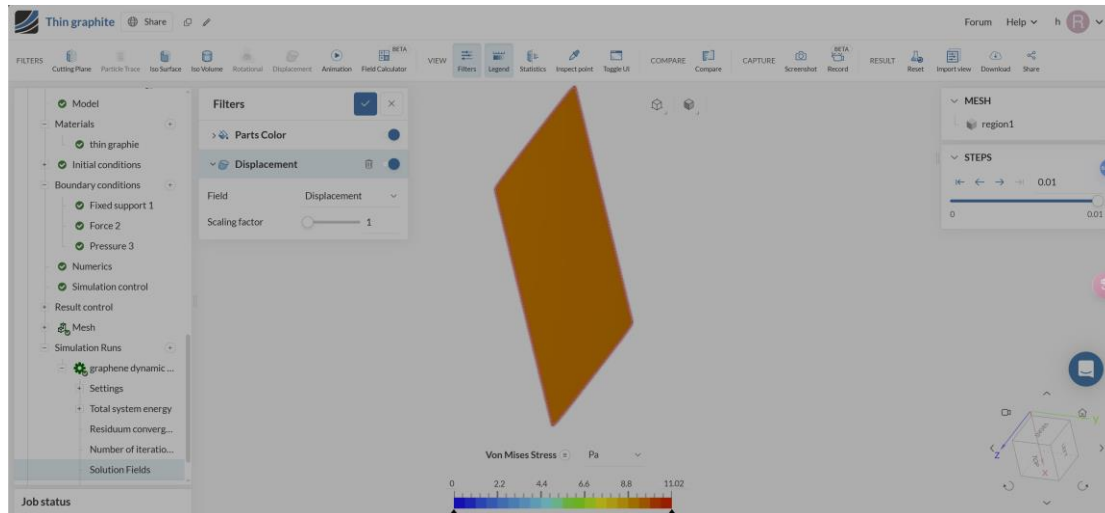 Thin graphite Share Forum Help h R
BETA BETA
FILTERS Cutting Plane Particle Trace Iso Surface Iso Volume Rotational Displacement Animation Field Calculator VIEW Filters Legend Statistics Inspect point Toggle UI COMPARE Compare CAPTURE Screenshot Record RESULT Reset Import view Download Share
Model
Materials
thin graphie
Initial conditions
Boundary conditions
Fixed support 1
Force 2
Pressure 3
Numerics
Simulation control
Result control
Mesh
Simulation Runs
graphene dynamic ...
Settings
Total system energy
Residuum converg...
Number of iteratio...
Solution Fields
Job status
Filters
Parts Color
Displacement
Field Displacement
Scaling factor 1
MESH
region1
STEPS
0.01
0 0.01
Von Mises Stress Pa
0 2.2 4.4 6.6 8.8 11.02
y
z
TOP
x